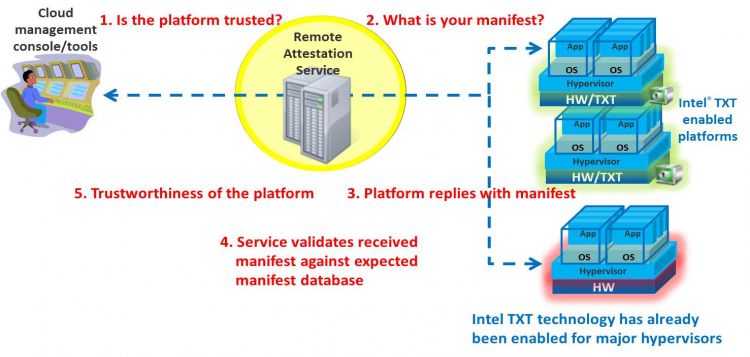 Cloud
management
console/tools
1. Is the platform trusted?
Remote
Attestation
Service
2. What is your manifest?
App
OS
OS
Hypervisor
HW/TXT
App
Intel® TXT
enabled
platforms
App
App
OS
OS
Hypervisor
HW/TXT
5. Trustworthiness of the platform
3. Platform replies with manifest
4. Service validates received
manifest against expected
manifest database
App
App
OS
OS
Hypervisor
HW
Intel TXT technology has already
been enabled for major hypervisors